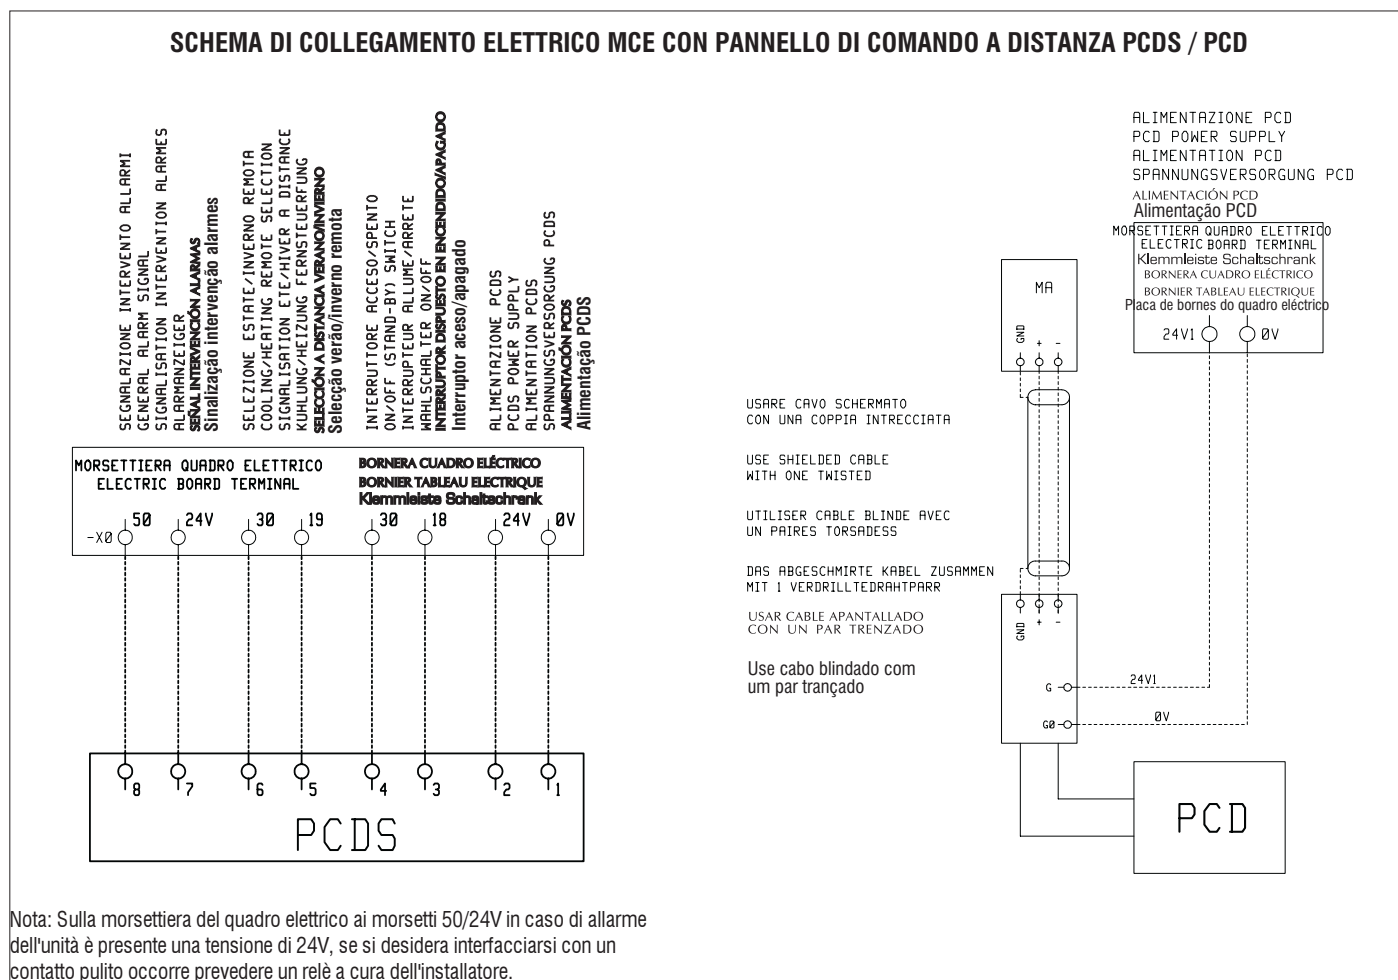 SCHEMA DI COLLEGAMENTO ELETTRICO MCE CON PANNELLO DI COMANDO A DISTANZA PCDS / PCD
SEGNALAZIONE INTERVENTO ALLARMI
GENERAL ALARM SIGNAL
SIGNALISATION INTERVENTION ALARMES
ALARMANZEIGER
SEÑAL INTERVENCIÓN ALARMAS
Sinalização intervenção alarmes
SELEZIONE ESTATE/INVERNO REMOTA
COOLING/HEATING REMOTE SELECTION
SIGNALISATION ETE/HIVER A DISTANCE
KUHLUNG/HEIZUNG FERNSTEUERFUNG
SELECCIÓN A DISTANCIA VERANO/INVIERNO
Selecção verão/inverno remota
INTERRUTTORE ACCESO/SPENTO
ON/OFF (STAND-BY) SWITCH
INTERRUPTEUR ALLUME/ARRETE
WAHLSCHALTER ON/OFF
INTERRUPTOR DISPUESTO EN ENCENDIDO/APAGADO
Interruptor aceso/apagado
ALIMENTAZIONE PCDS
PCDS POWER SUPPLY
ALIMENTATION PCDS
SPANNUNGSVERSORGUNG PCDS
ALIMENTACIÓN PCDS
Alimentação PCDS
MORSETTIERA QUADRO ELETTRICO
ELECTRIC BOARD TERMINAL
BORNERA CUADRO ELÉCTRICO
BORNIER TABLEAU ELECTRIQUE
Klemmleiste Schaltschrank
50 24V 30 19 30 18 24V 0V
-X0
8 7 6 5 4 3 2 1
PCDS
ALIMENTAZIONE PCD
PCD POWER SUPPLY
ALIMENTATION PCD
SPANNUNGSVERSORGUNG PCD
ALIMENTACIÓN PCD
Alimentação PCD
MORSETTIERA QUADRO ELETTRICO
ELECTRIC BOARD TERMINAL
Klemmleiste Schaltschrank
BORNERA CUADRO ELÉCTRICO
BORNIER TABLEAU ELECTRIQUE
Placa de bornes do quadro eléctrico
24V1 0V
MA
GND + -
USARE CAVO SCHERMATO
CON UNA COPPIA INTRECCIATA
USE SHIELDED CABLE
WITH ONE TWISTED
UTILISER CABLE BLINDE AVEC
UN PAIRES TORSADESS
DAS ABGESCHMIRTE KABEL ZUSAMMEN
MIT 1 VERDRILLTEDRAHTPARR
USAR CABLE APANTALLADO
CON UN PAR TRENZADO
Use cabo blindado com
um par trançado
GND + -
G 24V1
G0 0V
PCD
Nota: Sulla morsettiera del quadro elettrico ai morsetti 50/24V in caso di allarme
dell'unità è presente una tensione di 24V, se si desidera interfacciarsi con un
contatto pulito occorre prevedere un relè a cura dell'installatore.